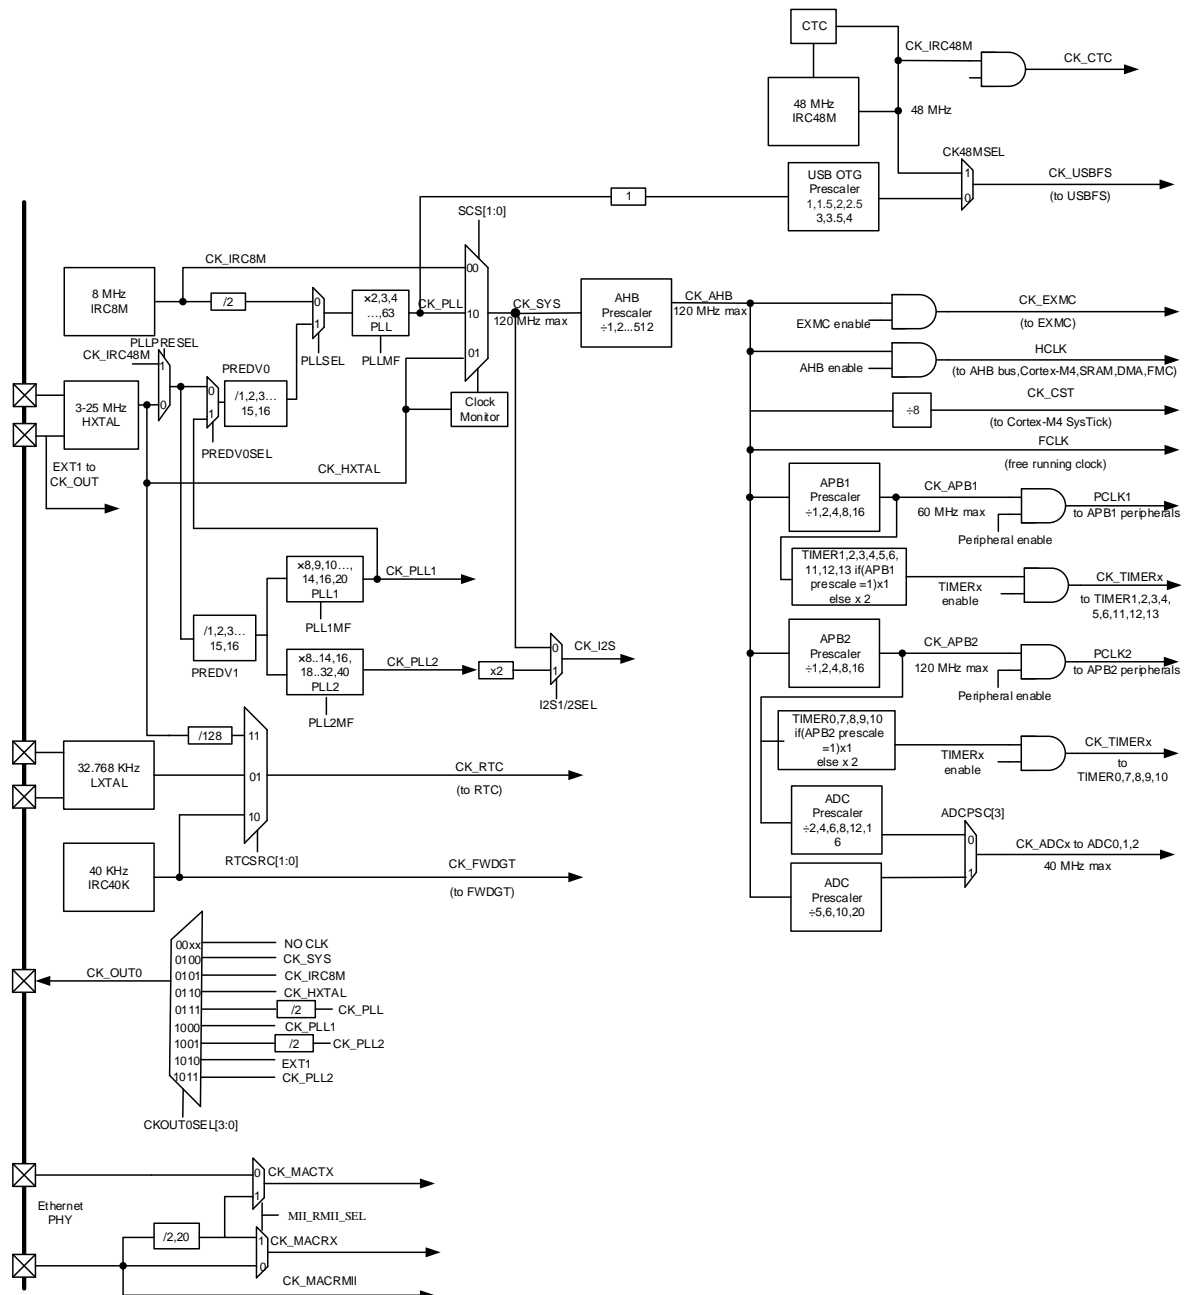 CTC
CK_IRC48M
CK_CTC
48 MHz
IRC48M
48 MHz
CK48MSEL
USB OTG
Prescaler
1,1.5,2,2.5
3,3.5,4
1
0
CK_USBFS
(to USBFS)
1
SCS[1:0]
CK_IRC8M
00
8 MHz
IRC8M
/2
0
1
PLLSEL
×2,3,4
…,63
PLL
PLLMF
CK_PLL
10
01
CK_SYS
120 MHz max
AHB
Prescaler
÷1,2...512
CK_AHB
120 MHz max
EXMC enable
CK_EXMC
(to EXMC)
AHB enable
HCLK
(to AHB bus,Cortex-M4,SRAM,DMA,FMC)
÷8
CK_CST
(to Cortex-M4 SysTick)
FCLK
(free running clock)
PLLPRESEL
CK_IRC48M
1
0
3-25 MHz
HXTAL
PREDV0
0
1
/1,2,3…
15,16
PREDV0SEL
Clock
Monitor
EXT1 to
CK_OUT
CK_HXTAL
APB1
Prescaler
÷1,2,4,8,16
CK_APB1
60 MHz max
Peripheral enable
PCLK1
to APB1 peripherals
TIMER1,2,3,4,5,6,
11,12,13 if(APB1
prescale =1)x1
else x 2
TIMERx
enable
CK_TIMERx
to TIMER1,2,3,4,
5,6,11,12,13
×8,9,10…,
14,16,20
PLL1
PLL1MF
CK_PLL1
/1,2,3…
15,16
PREDV1
×8..14,16,
18..32,40
PLL2
PLL2MF
CK_PLL2
x2
0
1
CK_I2S
I2S1/2SEL
APB2
Prescaler
÷1,2,4,8,16
CK_APB2
120 MHz max
Peripheral enable
PCLK2
to APB2 peripherals
TIMER0,7,8,9,10
if(APB2 prescale
=1)x1
else x 2
TIMERx
enable
CK_TIMERx
to
TIMER0,7,8,9,10
/128
11
01
10
32.768 KHz
LXTAL
CK_RTC
(to RTC)
RTCSRC[1:0]
40 KHz
IRC40K
CK_FWDGT
(to FWDGT)
ADC
Prescaler
÷2,4,6,8,12,1
6
ADCPSC[3]
0
1
CK_ADCx to ADC0,1,2
40 MHz max
ADC
Prescaler
÷5,6,10,20
CK_OUT0
00xx
NO CLK
0100
CK_SYS
0101
CK_IRC8M
0110
CK_HXTAL
0111
/2
CK_PLL
1000
CK_PLL1
1001
/2
CK_PLL2
1010
EXT1
1011
CK_PLL2
CKOUT0SEL[3:0]
0
1
CK_MACTX
Ethernet
PHY
MII_RMII_SEL
/2,20
1
0
CK_MACRX
CK_MACRMII